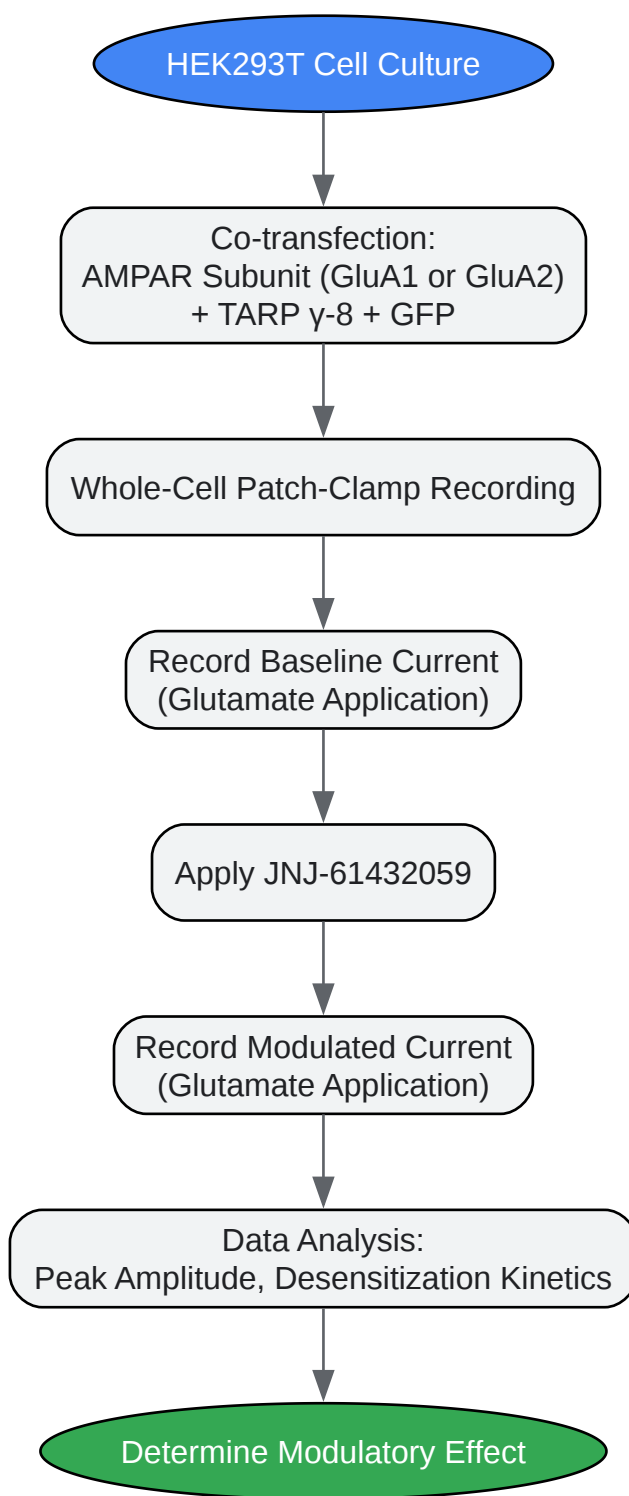 HEK293T Cell Culture
Co-transfection:
AMPAR Subunit (GluA1 or GluA2)
+ TARP γ-8 + GFP
Whole-Cell Patch-Clamp Recording
Record Baseline Current
(Glutamate Application)
Apply JNJ-61432059
Record Modulated Current
(Glutamate Application)
Data Analysis:
Peak Amplitude, Desensitization Kinetics
Determine Modulatory Effect